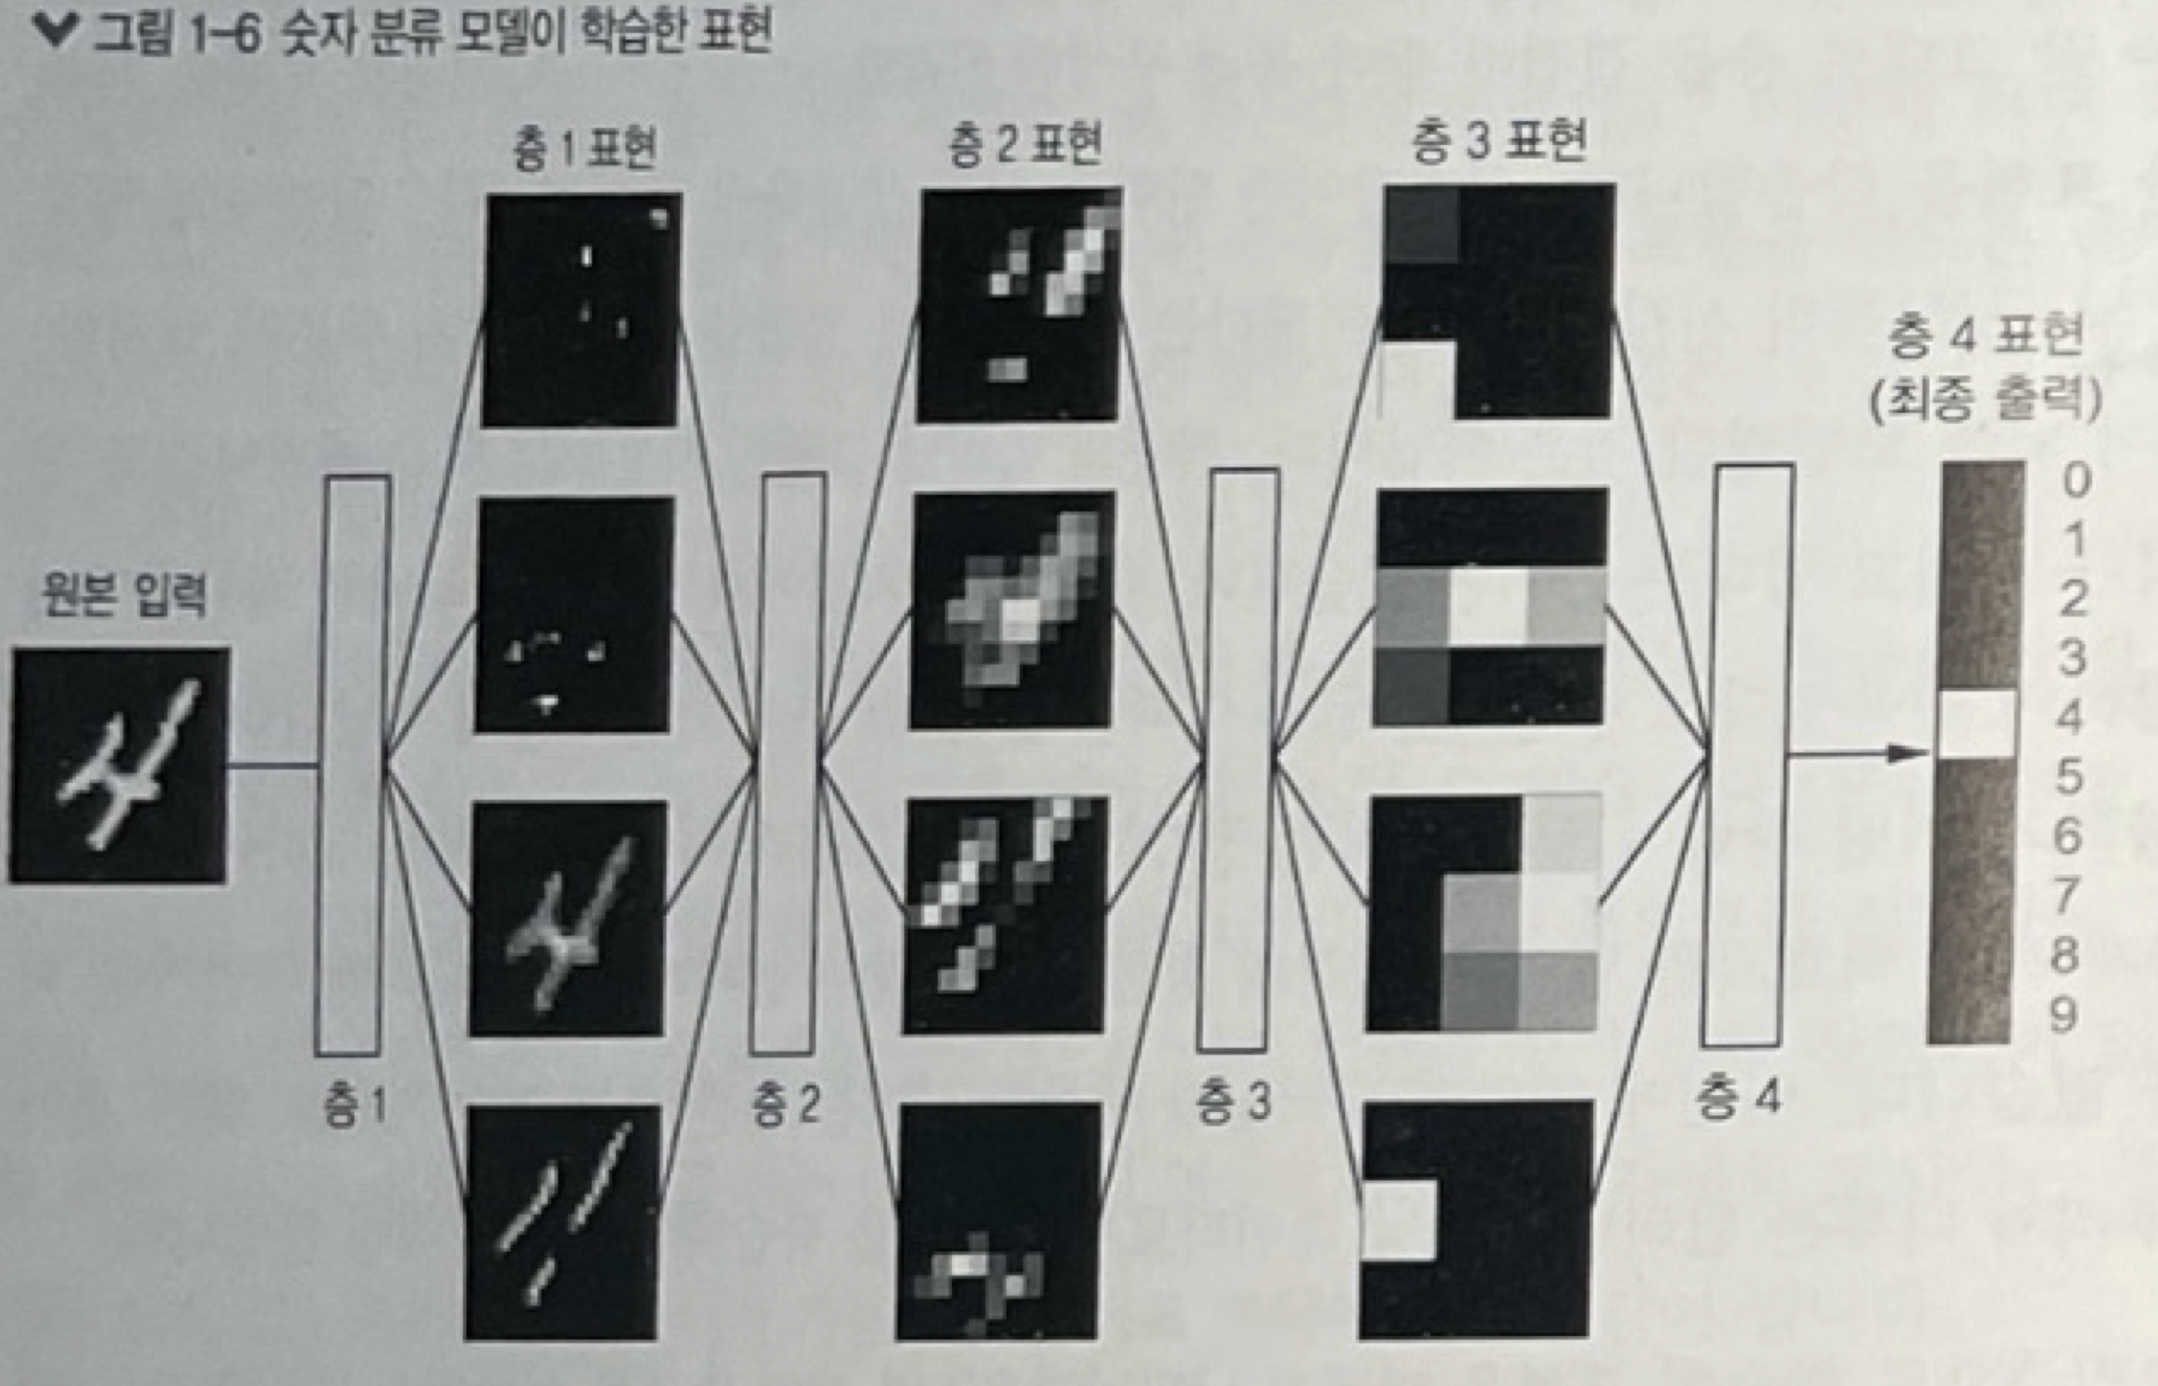 그림 1-6 숫자 분류 모델이 학습한 표현
층 1 표현
층 2 표현
층 3 표현
층 4 표현
(최종 출력)
원본 입력
0
1
2
3
4
5
6
7
8
9
층 1
층 2
층 3
층 4